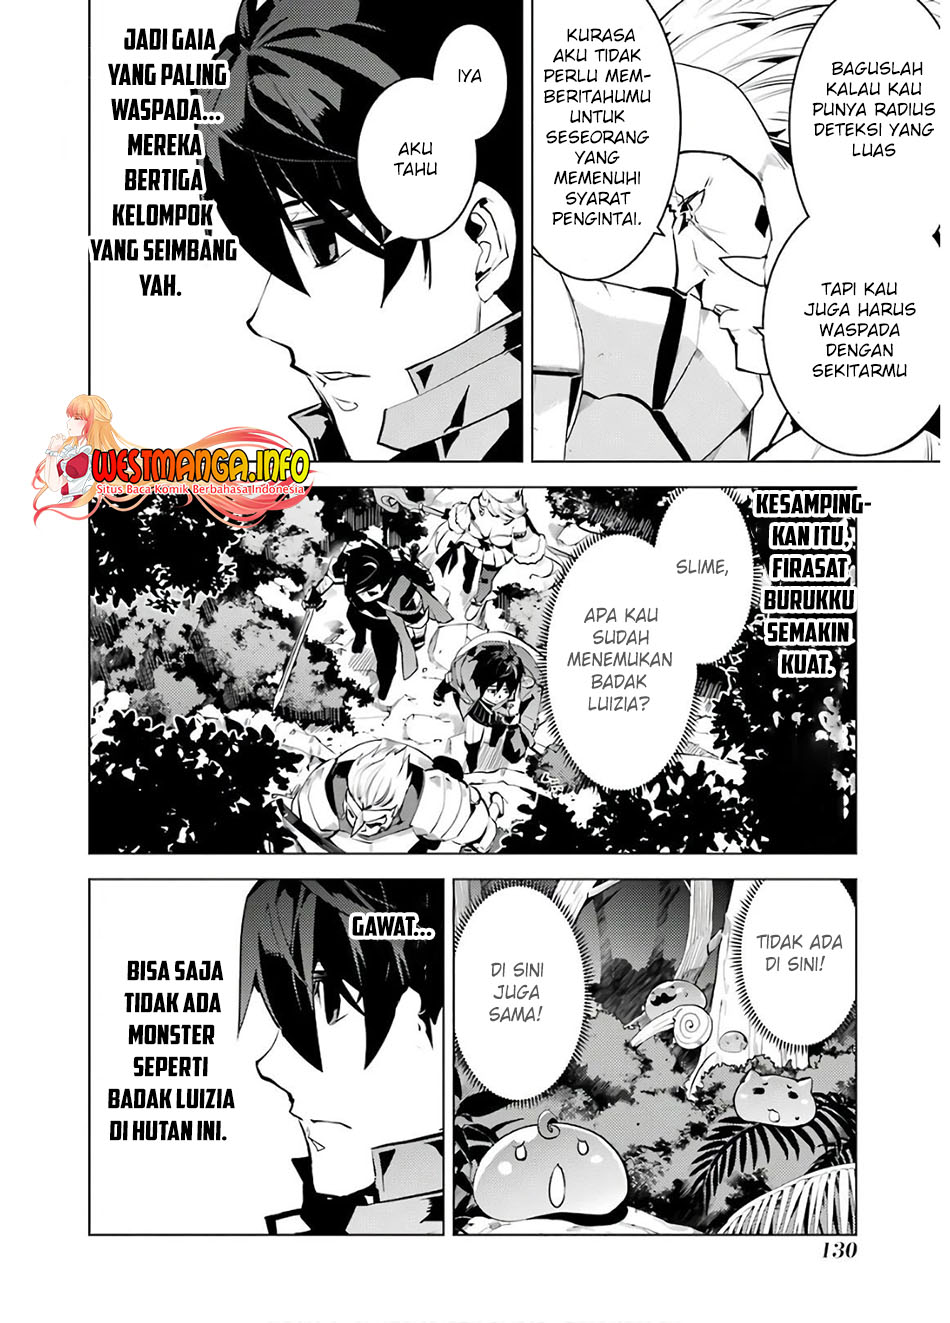 BAGUSLAH
KALAU KAU
PUNYA RADIUS
DETEKSI YANG
LUAS
TAPI KAU
JUGA HARUS
WASPADA
DENGAN
SEKITARMU
KURASA
AKU TIDAK
PERLU MEM-
BERITAHUMU
UNTUK
SESEORANG
YANG
MEMENUHI
SYARAT
PENGINTAI.
IYA
AKU
TAHU
JADI GAIA
YANG PALING
WASPADA...
MEREKA
BERTIGA
KELOMPOK
YANG SEIMBANG
YAH.
WESTMANGA.INFO
Situs Baca Komik Berbahasa Indonesia
KESAMPING-
KAN ITU,
FIRASAT
BURUKKU
SEMAKIN
KUAT.
SLIME,
APA KAU
SUDAH
MENEMUKAN
BADAK
LUIZIA?
TIDAK ADA
DI SINI!
DI SINI
JUGA
SAMA!
GAWAT...
BISA SAJA
TIDAK ADA
MONSTER
SEPERTI
BADAK LUIZIA
DI HUTAN INI.
130